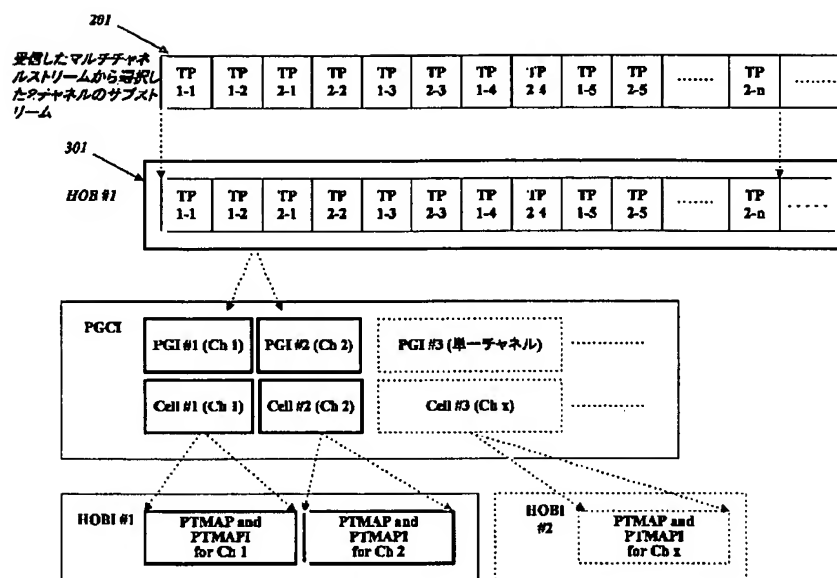 201
受信したマルチチャネ
ルストリームから選択し
た2チャネルのサブスト
リーム
TP 1-1 TP 1-2 TP 2-1 TP 2-2 TP 1-3 TP 2-3 TP 1-4 TP 2 4 TP 1-5 TP 2-5 ....... TP 2-n .......
301
HOB #1
TP 1-1 TP 1-2 TP 2-1 TP 2-2 TP 1-3 TP 2-3 TP 1-4 TP 2 4 TP 1-5 TP 2-5 ....... TP 2-n .....
PGCI
PGI #1 (Ch 1) PGI #2 (Ch 2) PGI #3 (単一チャネル)
Cell #1 (Ch 1) Cell #2 (Ch 2) Cell #3 (Ch x)
HOBI #1
PTMAP and
PTMAPI
for Ch 1
PTMAP and
PTMAPI
for Ch 2
HOBI
#2
PTMAP and
PTMAPI
for Ch x